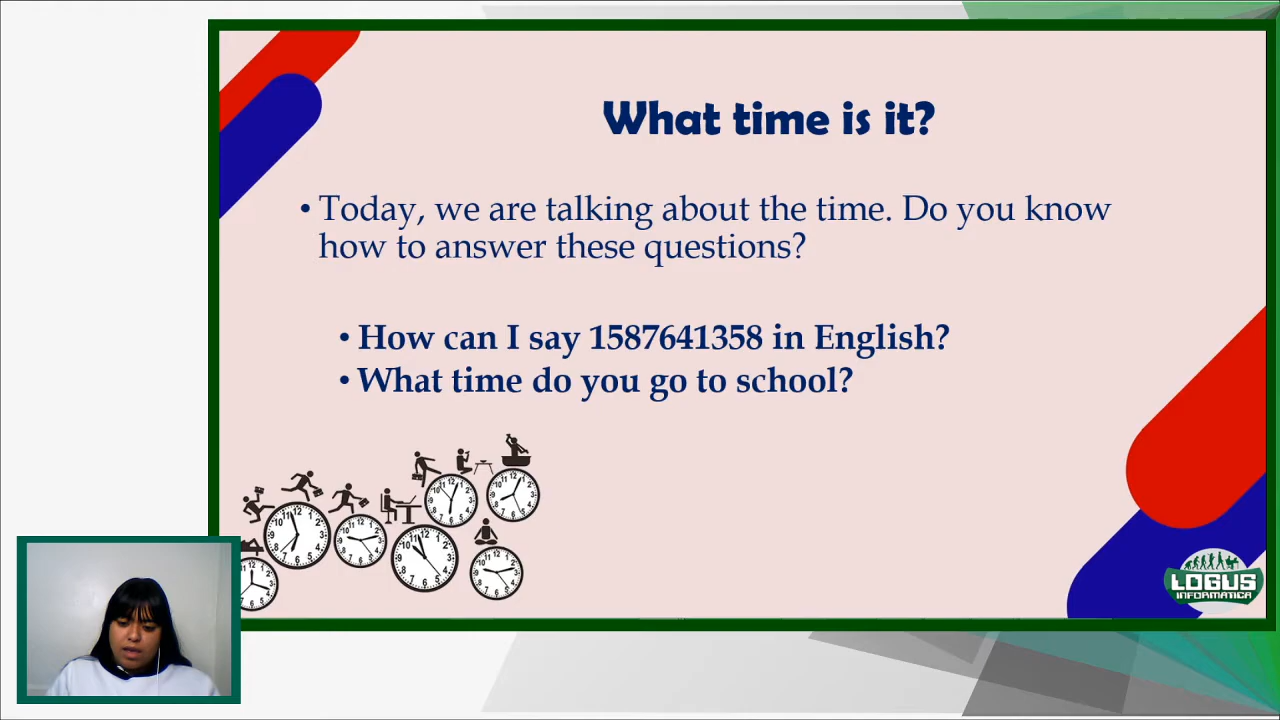 What time is it?
• Today, we are talking about the time. Do you know
how to answer these questions?
• How can I say 1587641358 in English?
• What time do you go to school?
LOGUS
INFORMATICA